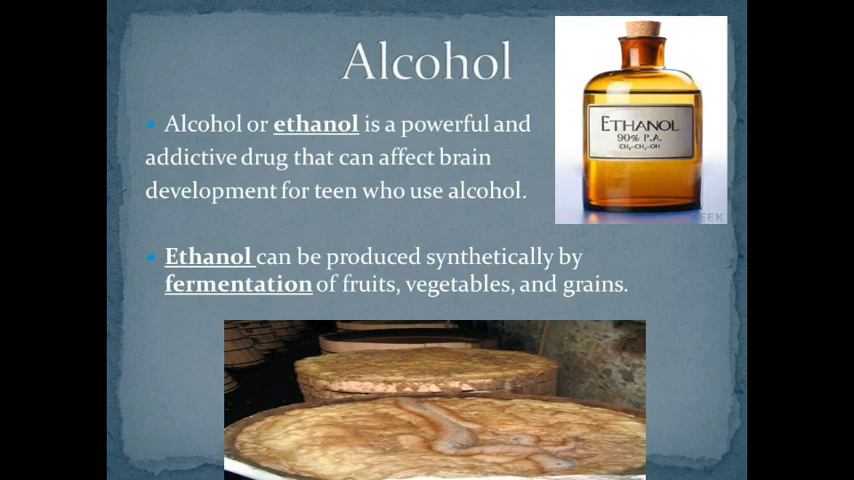 Alcohol
Alcohol or ethanol is a powerful and
addictive drug that can affect brain
development for teen who use alcohol.
Ethanol can be produced synthetically by
fermentation of fruits, vegetables, and grains.
ETHANOL
90% P.A.
CH₃-CH₂-OH
EEK